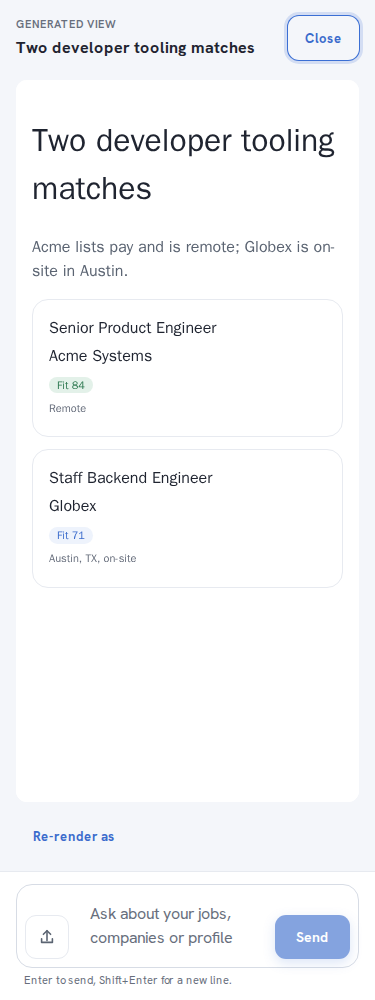 GENERATED VIEW
Two developer tooling matches
Close
Two developer tooling
matches
Acme lists pay and is remote; Globex is on-
site in Austin.
Senior Product Engineer
Acme Systems
Fit 84
Remote
Staff Backend Engineer
Globex
Fit 71
Austin, TX, on-site
Re-render as
Ask about your jobs,
companies or profile
Send
Enter to send, Shift+Enter for a new line.